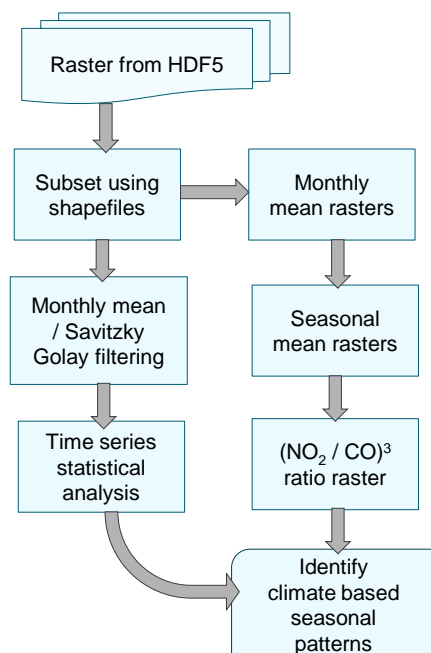 Raster from HDF5
Subset using
shapefiles
Monthly
mean rasters
Monthly mean
/ Savitzky
Golay filtering
Seasonal
mean rasters
Time series
statistical
analysis
(NO₂ / CO)³
ratio raster
Identify
climate based
seasonal
patterns